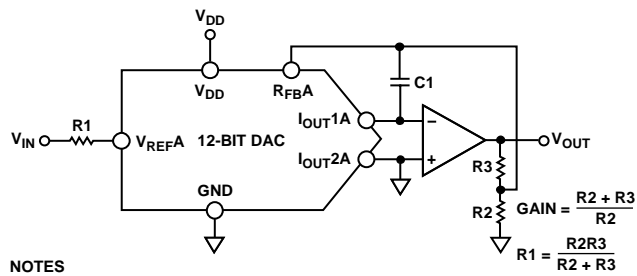 VDD
VDD
RFBA
C1
R1
VIN
VREFA
12-BIT DAC
IOUT1A
IOUT2A
GND
−
+
VOUT
R3
R2
GAIN = R2 + R3
R2
R1 = R2R3
R2 + R3
NOTES